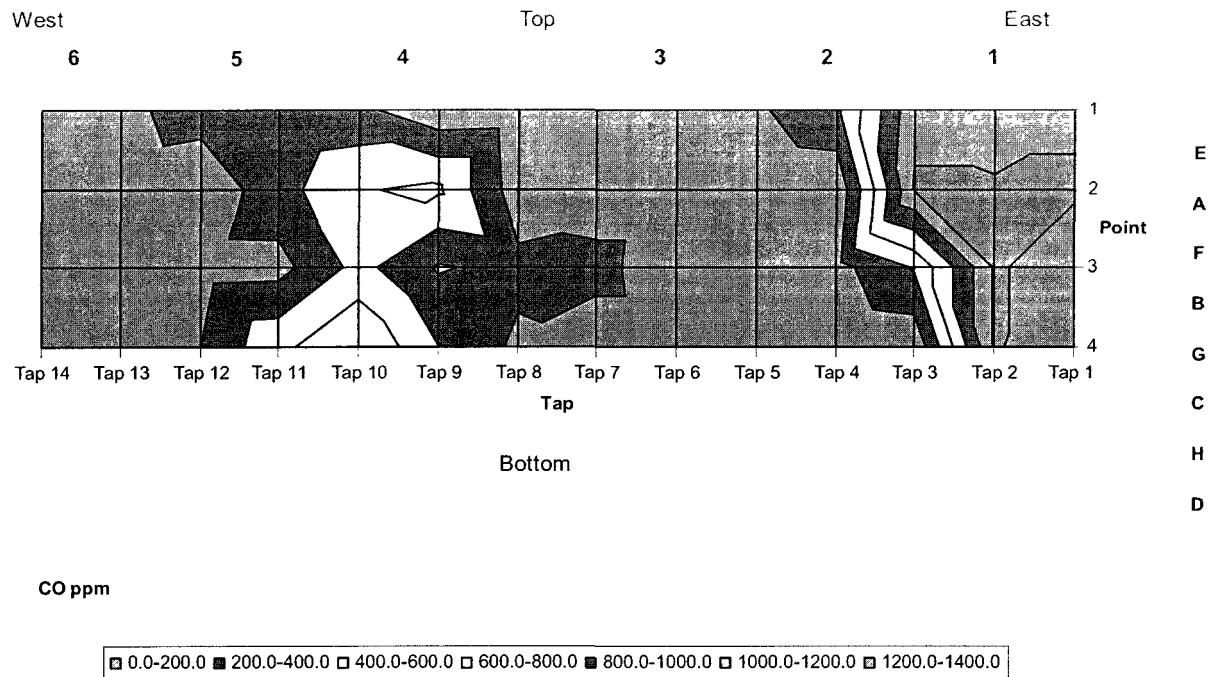 West Top East
6 5 4 3 2 1
1
E
2
A
Point
F
3
B
4
G
Tap 14 Tap 13 Tap 12 Tap 11 Tap 10 Tap 9 Tap 8 Tap 7 Tap 6 Tap 5 Tap 4 Tap 3 Tap 2 Tap 1
Tap
C
Bottom
H
D
CO ppm
0.0-200.0 200.0-400.0 400.0-600.0 600.0-800.0 800.0-1000.0 1000.0-1200.0 1200.0-1400.0